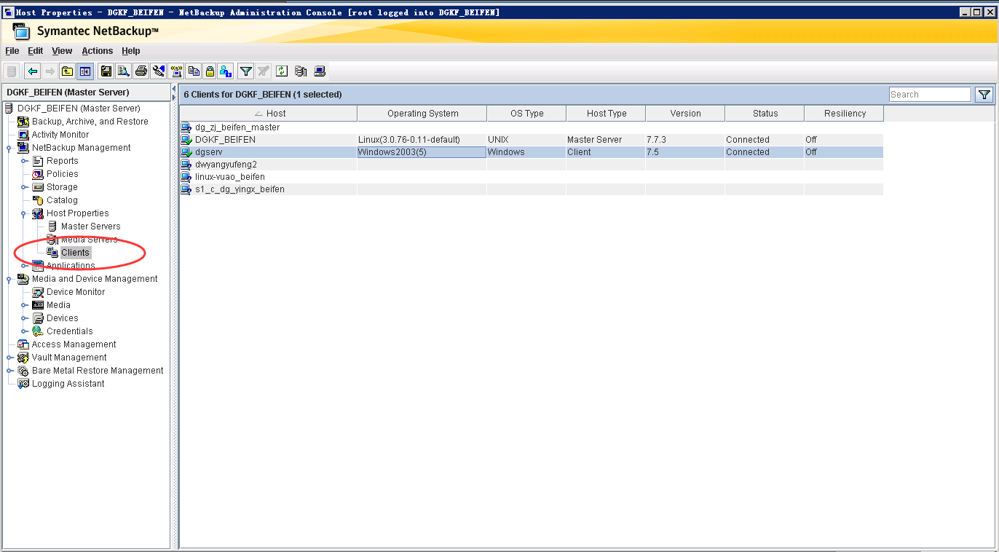 Host Properties - DGKF_BEIFEN - NetBackup Administration Console [root logged into DGKF_BEIFEN]
Symantec NetBackup™
File Edit View Actions Help
DGKF_BEIFEN (Master Server)
DGKF_BEIFEN (Master Server)
Backup, Archive, and Restore
Activity Monitor
NetBackup Management
Reports
Policies
Storage
Catalog
Host Properties
Master Servers
Media Servers
Clients
Applications
Media and Device Management
Device Monitor
Media
Devices
Credentials
Access Management
Vault Management
Bare Metal Restore Management
Logging Assistant
6 Clients for DGKF_BEIFEN (1 selected) Search
Host Operating System OS Type Host Type Version Status Resiliency
dg_zj_beifen_master
DGKF_BEIFEN Linux(3.0.76-0.11-default) UNIX Master Server 7.7.3 Connected Off
dgserv Windows2003(5) Windows Client 7.5 Connected Off
dwyangyufeng2
linux-vuao_beifen
s1_c_dg_yingx_beifen